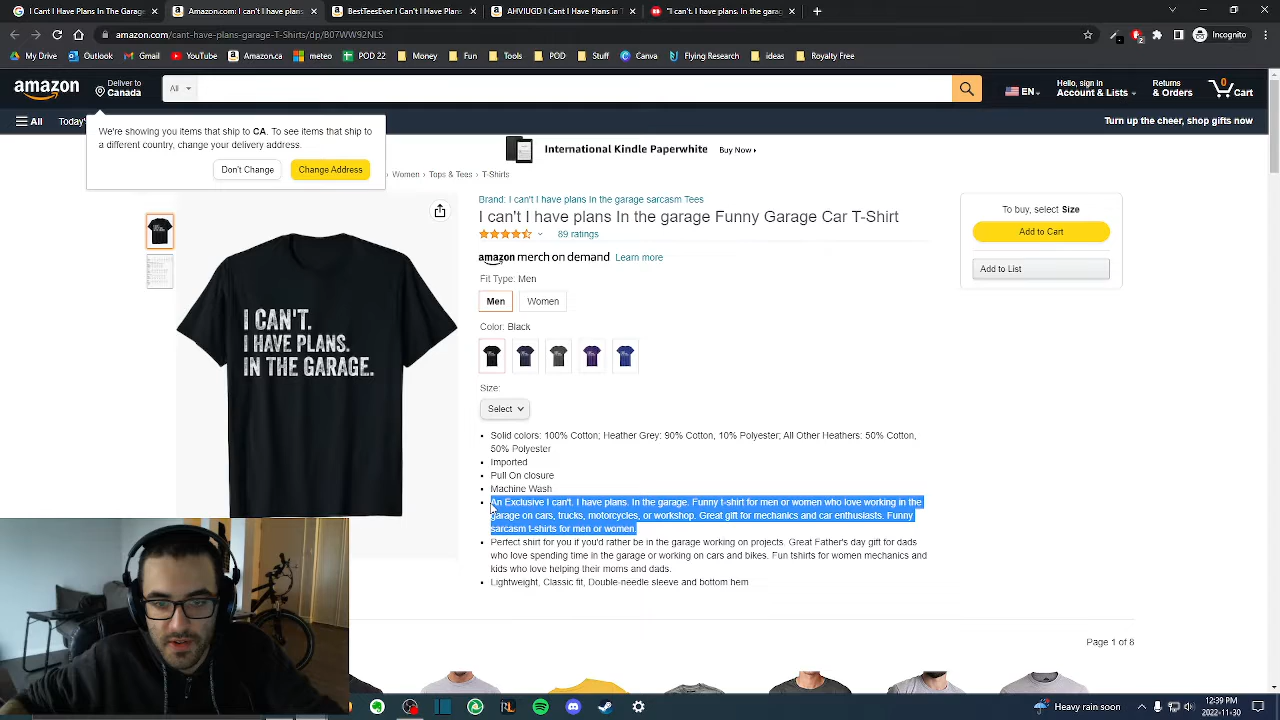 I Can't Have Plans In the Garage
Amazon.com: I can't I have plans
Besttees I Can't I Have Plans
AHVIUGD I Can't I Have Plans in
"I can't I have plans In the garag
amazon.com/cant-have-plans-garage-T-Shirts/dp/B07WW92NLS
Incognito
Gmail
Outlook
Home
Image
YouTube
Amazon.ca
meteo
POD 22
Money
Fun
Tools
POD
Stuff
Canva
Flying Research
ideas
Royalty Free
amazon
Deliver to
Canada
All
EN
Hello, sign in
Account & Lists
Returns
& Orders
0
Cart
All
Today'
Turn up the cheer, shop gifts now
We're showing you items that ship to CA. To see items that ship to
a different country, change your delivery address.
Don't Change
Change Address
International Kindle Paperwhite
Buy Now
Women › Tops & Tees › T-Shirts
Brand: I can't I have plans In the garage sarcasm Tees
I can't I have plans In the garage Funny Garage Car T-Shirt
89 ratings
amazon merch on demand Learn more
Fit Type: Men
Men
Women
Color: Black
Size:
Select
I CAN'T.
I HAVE PLANS.
IN THE GARAGE.
• Solid colors: 100% Cotton; Heather Grey: 90% Cotton, 10% Polyester; All Other Heathers: 50% Cotton,
50% Polyester
• Imported
• Pull On closure
• Machine Wash
• An Exclusive I can't. I have plans. In the garage. Funny t-shirt for men or women who love working in the
garage on cars, trucks, motorcycles, or workshop. Great gift for mechanics and car enthusiasts. Funny
sarcasm t-shirts for men or women.
• Perfect shirt for you if you'd rather be in the garage working on projects. Great Father's day gift for dads
who love spending time in the garage or working on cars and bikes. Fun tshirts for women mechanics and
kids who love helping their moms and dads.
• Lightweight, Classic fit, Double-needle sleeve and bottom hem
To buy, select Size
Add to Cart
Add to List
Page 1 of 8
Heavy rain soon
12:39 PM
2022-11-30